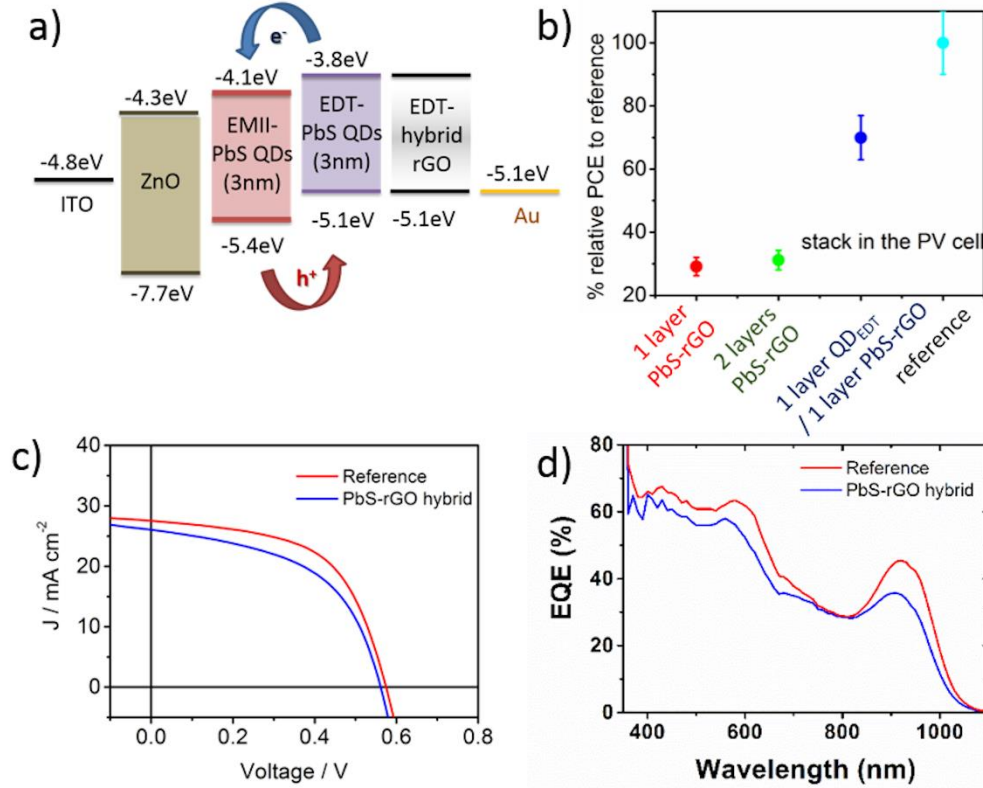 a)
e⁻
-4.1eV
-3.8eV
-4.3eV
EMII-
PbS QDs
(3nm)
EDT-
PbS QDs
(3nm)
EDT-
hybrid
rGO
-4.8eV
ITO
ZnO
-5.1eV
Au
-5.4eV
-5.1eV
-5.1eV
-7.7eV
h⁺
b)
% relative PCE to reference
100
80
60
40
20
stack in the PV cell
1 layer
PbS-rGO
2 layers
PbS-rGO
1 layer QD_EDT
/ 1 layer PbS-rGO
reference
c)
J / mA cm⁻²
40
30
20
10
0
Reference
PbS-rGO hybrid
0.0
0.2
0.4
0.6
0.8
Voltage / V
d)
EQE (%)
80
60
40
20
0
Reference
PbS-rGO hybrid
400
600
800
1000
Wavelength (nm)